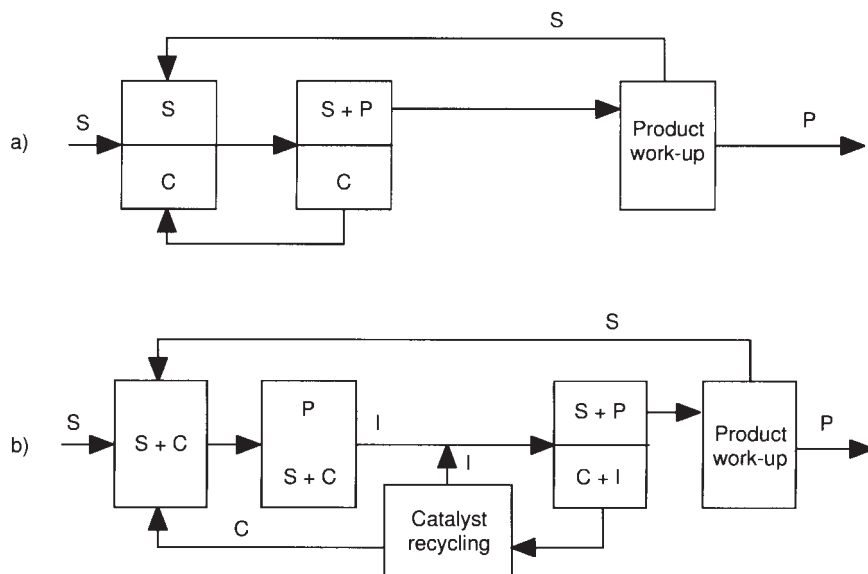 S
a)
S
S
C
S + P
C
Product
work-up
P
S
b)
S
S + C
P
S + C
I
I
S + P
C + I
Product
work-up
P
C
Catalyst
recycling